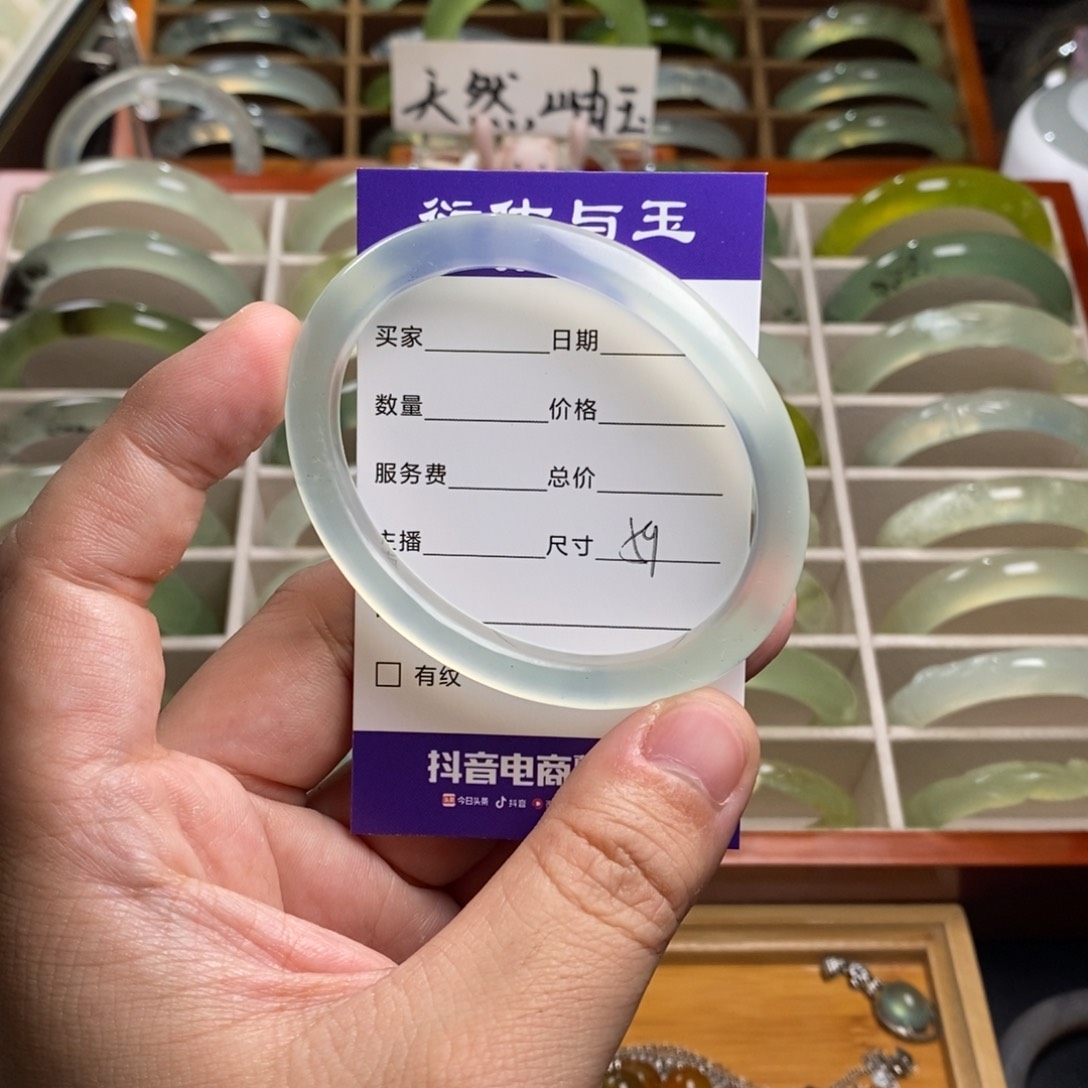 天然 岫玉
与玉
买家 日期
数量 价格
服务费 总价
主播 尺寸
有纹
抖音电商
今日头条 抖音